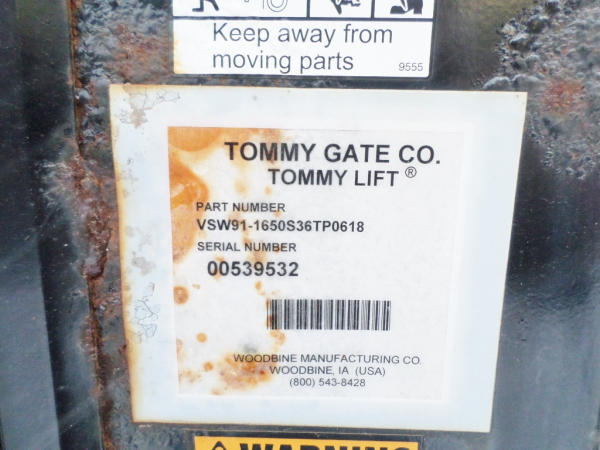 Keep away from
moving parts
9555
TOMMY GATE CO.
TOMMY LIFT ®
PART NUMBER
VSW91-1650S36TP0618
SERIAL NUMBER
00539532
WOODBINE MANUFACTURING CO.
WOODBINE, IA (USA)
(800) 543-8428
WARNING